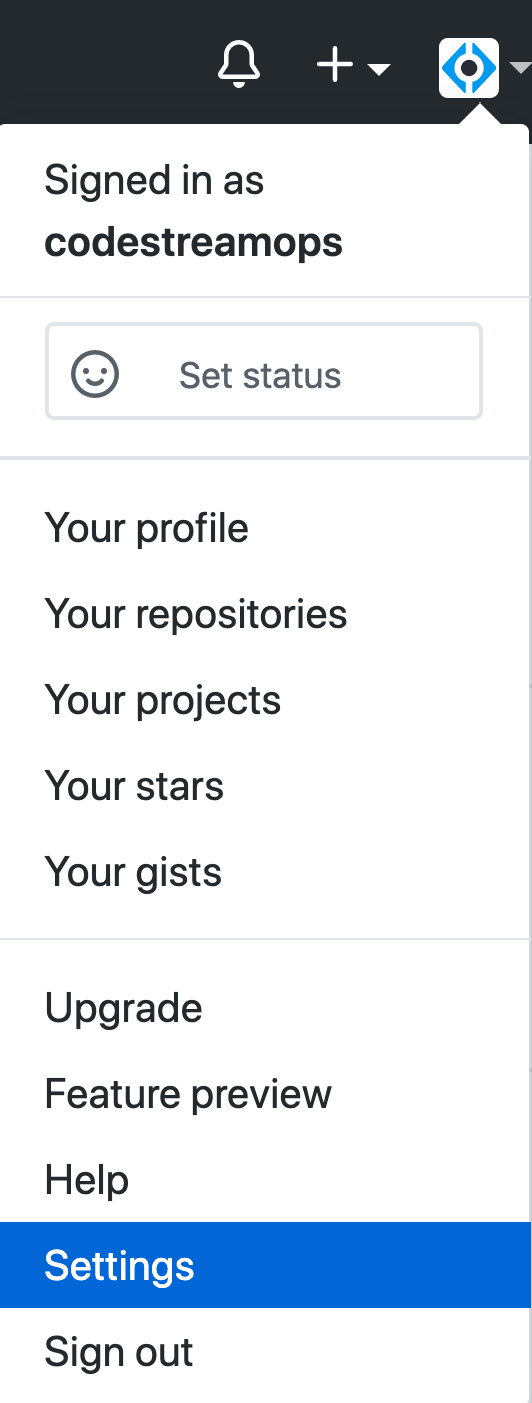 Signed in as
codestreamops
Set status
Your profile
Your repositories
Your projects
Your stars
Your gists
Upgrade
Feature preview
Help
Settings
Sign out